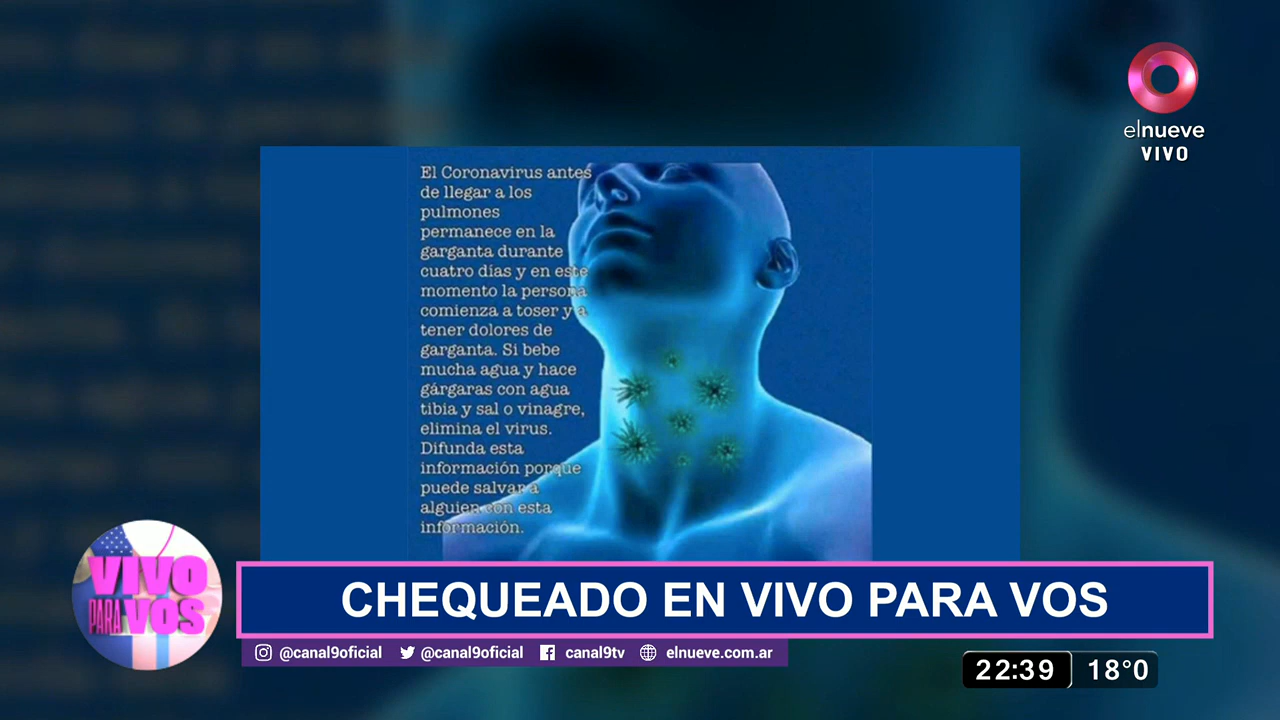 elnueve
VIVO
El Coronavirus antes
de llegar a los
pulmones
permanece en la
garganta durante
cuatro días y en este
momento la persona
comienza a toser y a
tener dolores de
garganta. Si bebe
mucha agua y hace
gárgaras con agua
tibia y sal o vinagre,
elimina el virus.
Difunda esta
información porque
puede salvar a
alguien con esta
información.
VIVO
PARA VOS
CHEQUEADO EN VIVO PARA VOS
@canal9oficial @canal9oficial canal9tv elnueve.com.ar
22:39 18°0